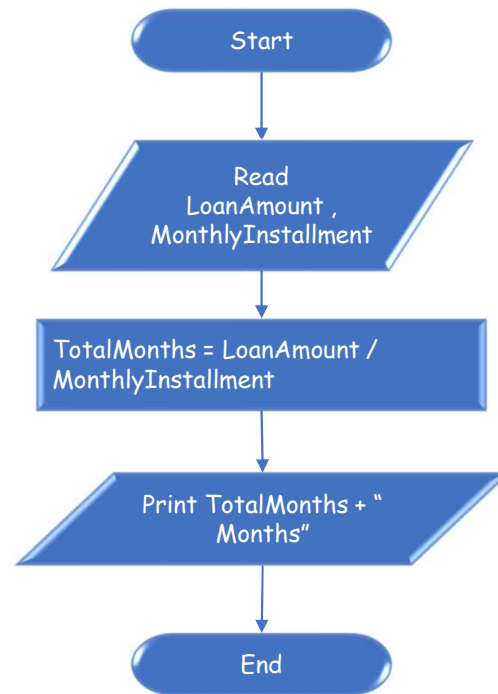 Start
Read
LoanAmount ,
MonthlyInstallment
TotalMonths = LoanAmount /
MonthlyInstallment
Print TotalMonths + “
Months”
End